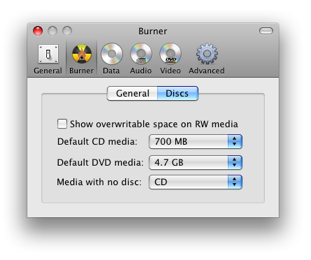 Burner
General Burner Data Audio Video Advanced
General Discs
Show overwritable space on RW media
Default CD media: 700 MB
Default DVD media: 4.7 GB
Media with no disc: CD